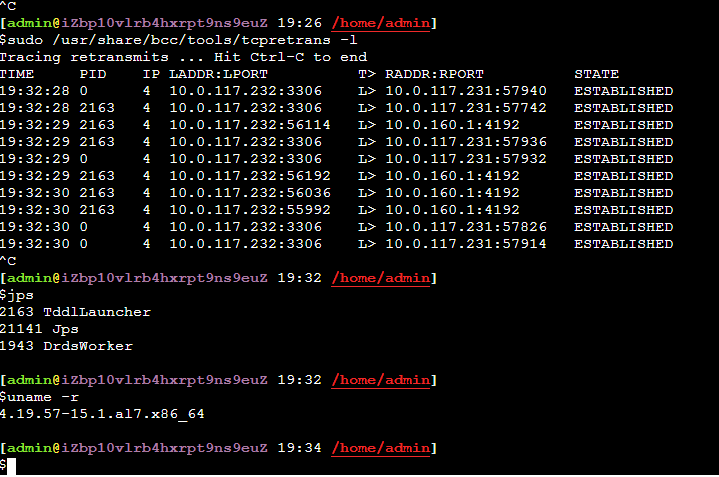 ^C
[admin@iZbp10vlrb4hxrpt9ns9euZ 19:26 /home/admin]
$sudo /usr/share/bcc/tools/tcpretrans -l
Tracing retransmits ... Hit Ctrl-C to end
TIME     PID    IP LADDR:LPORT          T> RADDR:RPORT          STATE
19:32:28 0      4  10.0.117.232:3306    L> 10.0.117.231:57940   ESTABLISHED
19:32:28 2163   4  10.0.117.232:3306    L> 10.0.117.231:57742   ESTABLISHED
19:32:29 2163   4  10.0.117.232:56114   L> 10.0.160.1:4192      ESTABLISHED
19:32:29 2163   4  10.0.117.232:3306    L> 10.0.117.231:57936   ESTABLISHED
19:32:29 0      4  10.0.117.232:3306    L> 10.0.117.231:57932   ESTABLISHED
19:32:29 2163   4  10.0.117.232:56192   L> 10.0.160.1:4192      ESTABLISHED
19:32:30 2163   4  10.0.117.232:56036   L> 10.0.160.1:4192      ESTABLISHED
19:32:30 2163   4  10.0.117.232:55992   L> 10.0.160.1:4192      ESTABLISHED
19:32:30 0      4  10.0.117.232:3306    L> 10.0.117.231:57826   ESTABLISHED
19:32:30 0      4  10.0.117.232:3306    L> 10.0.117.231:57914   ESTABLISHED
^C
[admin@iZbp10vlrb4hxrpt9ns9euZ 19:32 /home/admin]
$jps
2163 TddlLauncher
21141 Jps
1943 DrdsWorker
[admin@iZbp10vlrb4hxrpt9ns9euZ 19:32 /home/admin]
$uname -r
4.19.57-15.1.al7.x86_64
[admin@iZbp10vlrb4hxrpt9ns9euZ 19:34 /home/admin]
$